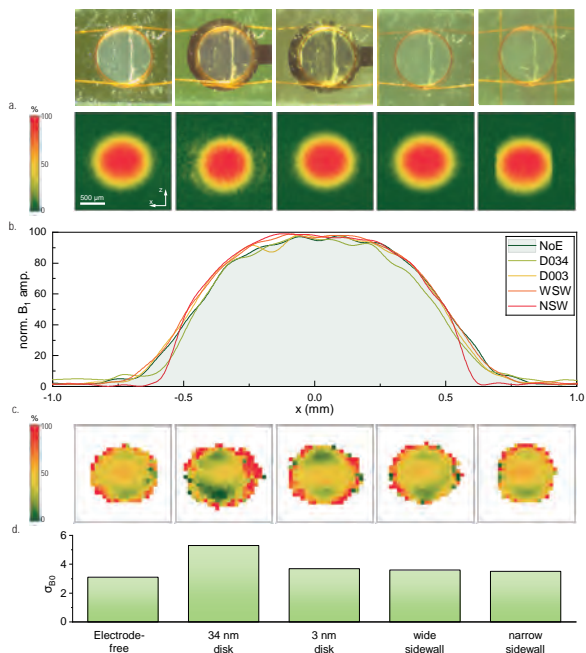 a.
%
100
50
0
500 µm
z
x
b.
norm. B₁ amp.
100
80
60
40
20
0
NoE
D034
D003
WSW
NSW
-1.0
-0.5
0.0
0.5
1.0
x (mm)
c.
%
100
50
0
d.
σB0
6
4
2
0
Electrode-
free
34 nm
disk
3 nm
disk
wide
sidewall
narrow
sidewall